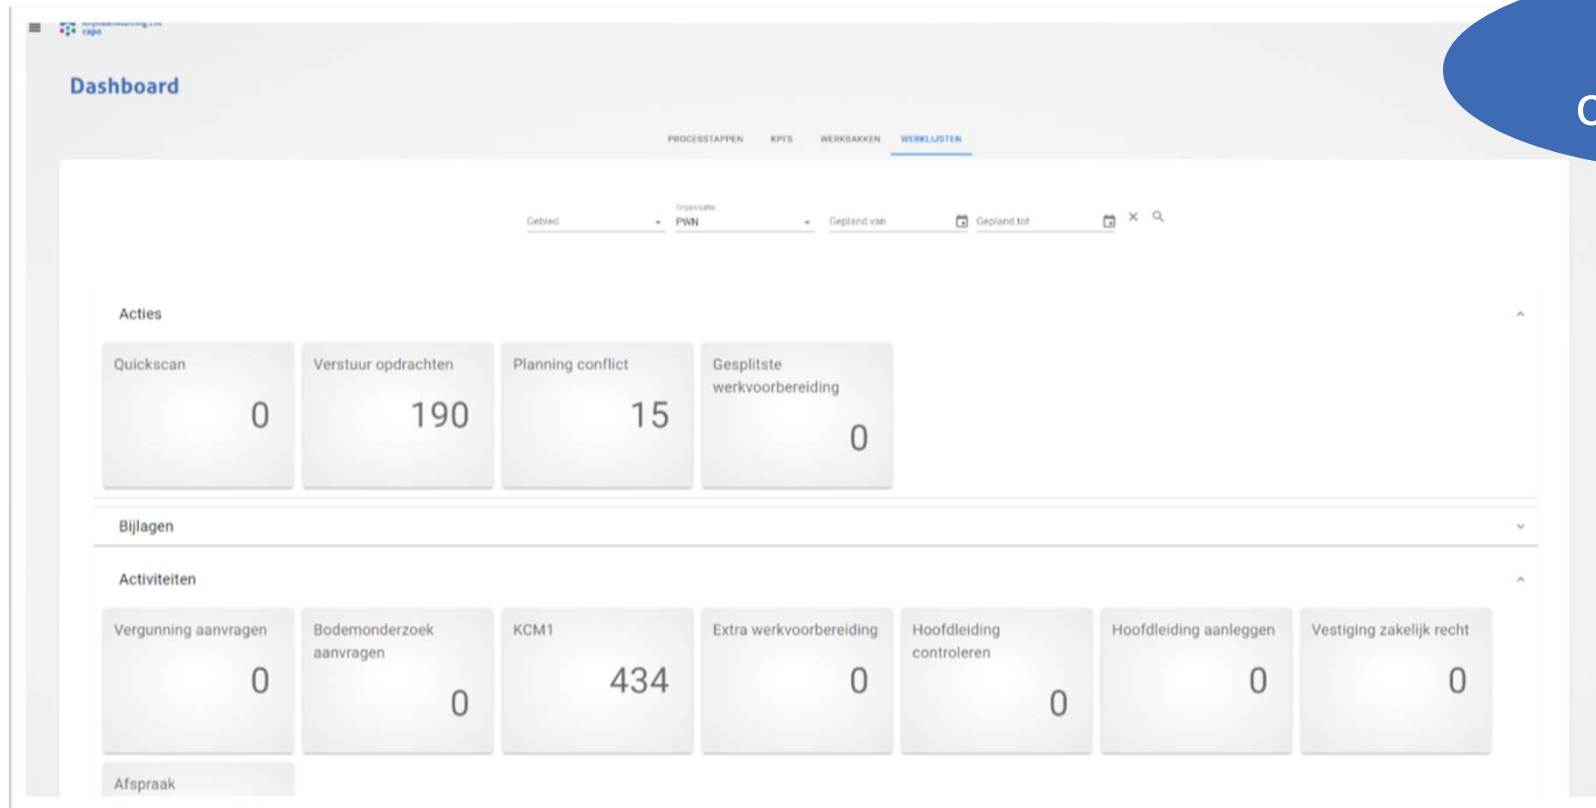 capo
Dashboard
PROCESSTAPPEN KPI'S WERKBAKKEN WERKLIJSTEN
Organisatie
Gebied PWN Gepland van Gepland tot
Acties
Quickscan
0
Verstuur opdrachten
190
Planning conflict
15
Gesplitste
werkvoorbereiding
0
Bijlagen
Activiteiten
Vergunning aanvragen
0
Bodemonderzoek
aanvragen
0
KCM1
434
Extra werkvoorbereiding
0
Hoofdleiding
controleren
0
Hoofdleiding aanleggen
0
Vestiging zakelijk recht
0
Afspraak